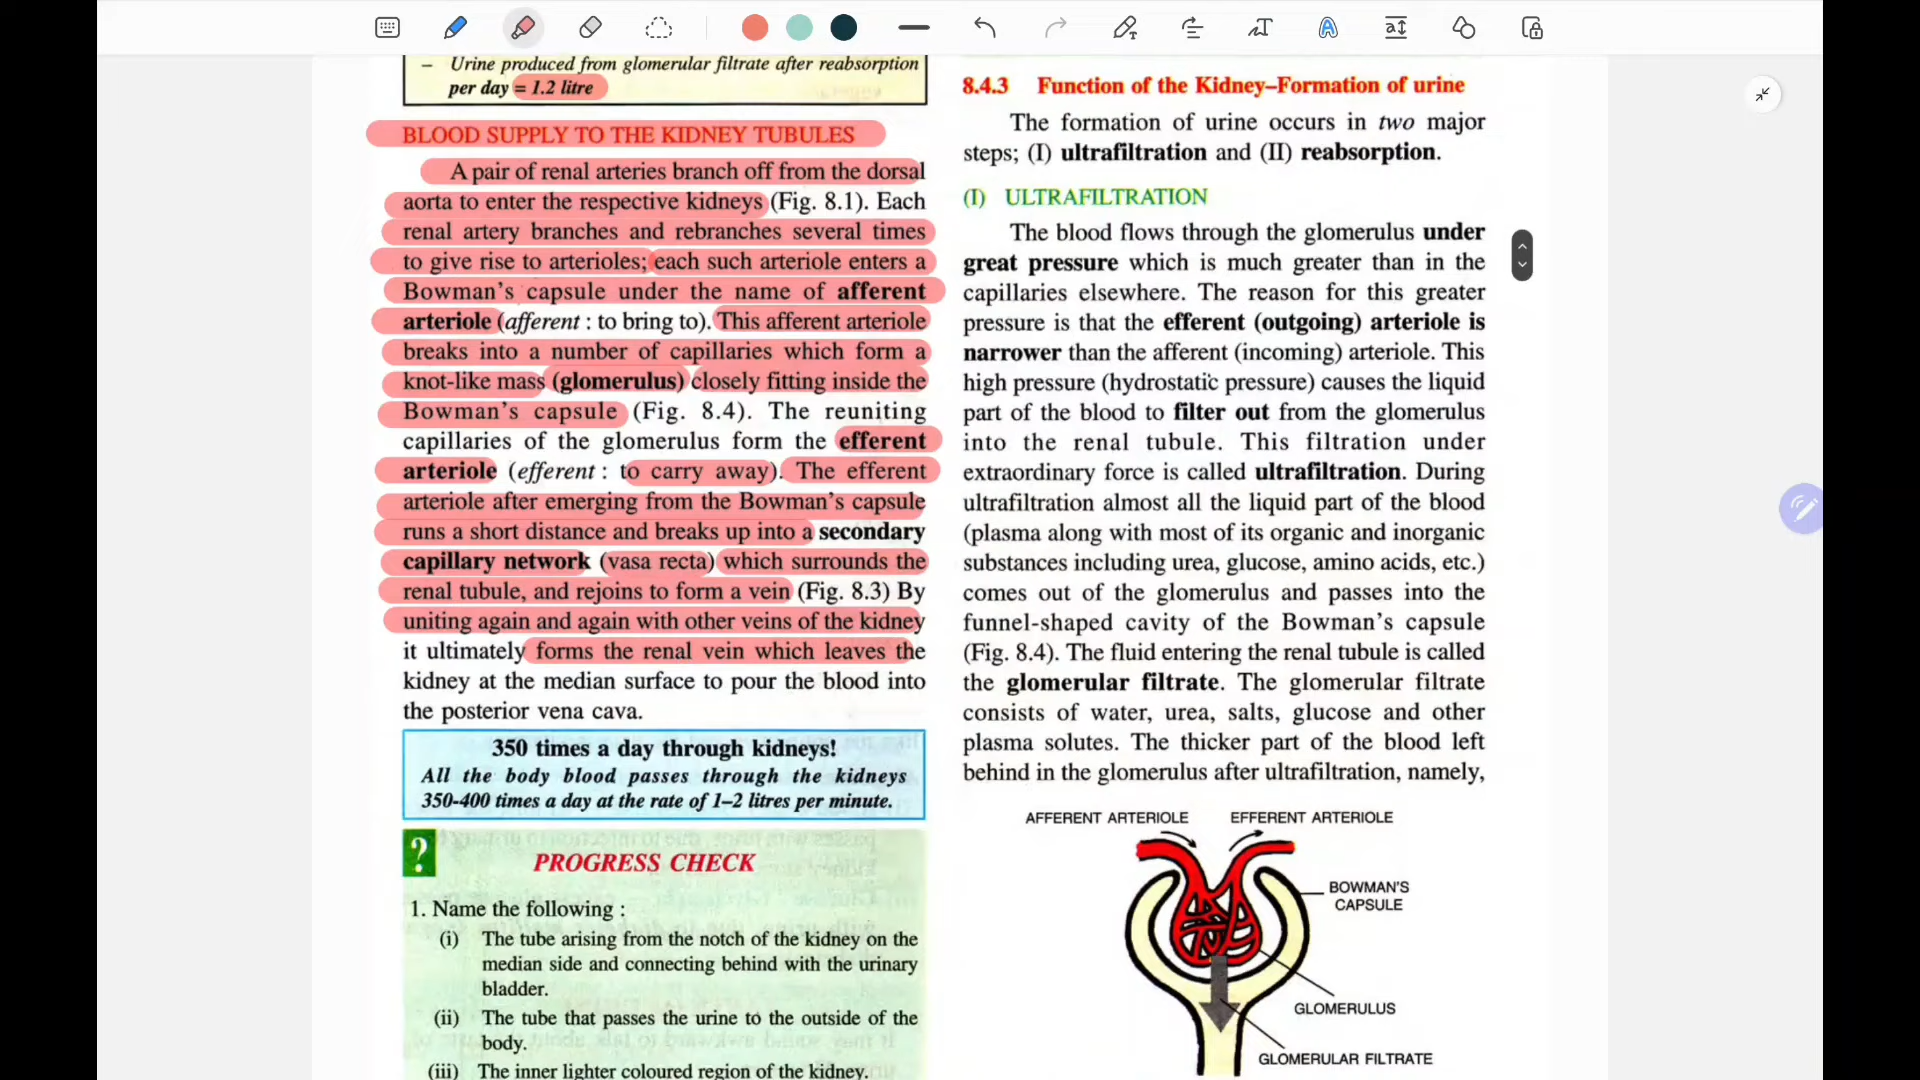 – Urine produced from glomerular filtrate after reabsorption
per day = 1.2 litre
BLOOD SUPPLY TO THE KIDNEY TUBULES
A pair of renal arteries branch off from the dorsal
aorta to enter the respective kidneys (Fig. 8.1). Each
renal artery branches and rebranches several times
to give rise to arterioles; each such arteriole enters a
Bowman's capsule under the name of afferent
arteriole (afferent : to bring to). This afferent arteriole
breaks into a number of capillaries which form a
knot-like mass (glomerulus) closely fitting inside the
Bowman's capsule (Fig. 8.4). The reuniting
capillaries of the glomerulus form the efferent
arteriole (efferent : to carry away). The efferent
arteriole after emerging from the Bowman's capsule
runs a short distance and breaks up into a secondary
capillary network (vasa recta) which surrounds the
renal tubule, and rejoins to form a vein (Fig. 8.3) By
uniting again and again with other veins of the kidney
it ultimately forms the renal vein which leaves the
kidney at the median surface to pour the blood into
the posterior vena cava.
350 times a day through kidneys!
All the body blood passes through the kidneys
350-400 times a day at the rate of 1–2 litres per minute.
?
PROGRESS CHECK
1. Name the following :
(i) The tube arising from the notch of the kidney on the
median side and connecting behind with the urinary
bladder.
(ii) The tube that passes the urine to the outside of the
body.
(iii) The inner lighter coloured region of the kidney.
8.4.3 Function of the Kidney–Formation of urine
The formation of urine occurs in two major
steps; (I) ultrafiltration and (II) reabsorption.
(I) ULTRAFILTRATION
The blood flows through the glomerulus under
great pressure which is much greater than in the
capillaries elsewhere. The reason for this greater
pressure is that the efferent (outgoing) arteriole is
narrower than the afferent (incoming) arteriole. This
high pressure (hydrostatic pressure) causes the liquid
part of the blood to filter out from the glomerulus
into the renal tubule. This filtration under
extraordinary force is called ultrafiltration. During
ultrafiltration almost all the liquid part of the blood
(plasma along with most of its organic and inorganic
substances including urea, glucose, amino acids, etc.)
comes out of the glomerulus and passes into the
funnel-shaped cavity of the Bowman's capsule
(Fig. 8.4). The fluid entering the renal tubule is called
the glomerular filtrate. The glomerular filtrate
consists of water, urea, salts, glucose and other
plasma solutes. The thicker part of the blood left
behind in the glomerulus after ultrafiltration, namely,
AFFERENT ARTERIOLE EFFERENT ARTERIOLE
BOWMAN'S
CAPSULE
GLOMERULUS
GLOMERULAR FILTRATE